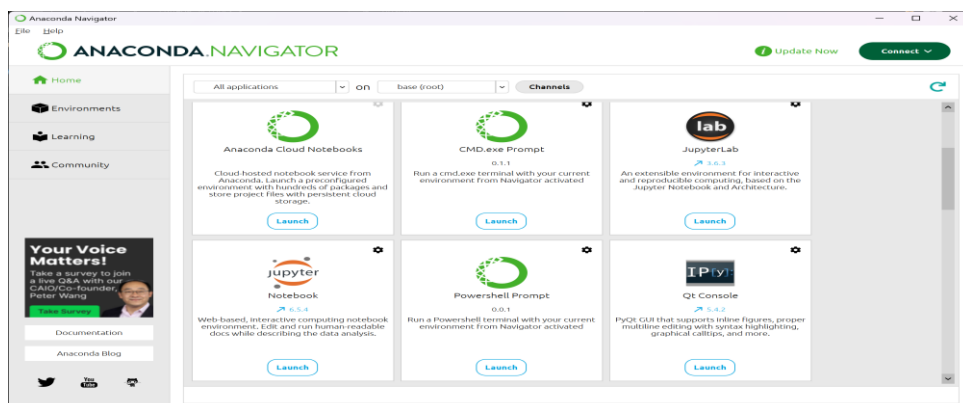 Anaconda Navigator
File Help
ANACONDA.NAVIGATOR
i Update Now
Connect
Home
Environments
Learning
Community
All applications
on
base (root)
Channels
Anaconda Cloud Notebooks
Cloud-hosted notebook service from
Anaconda. Launch a preconfigured
environment with hundreds of packages and
store project files with persistent cloud
storage.
Launch
CMD.exe Prompt
0.1.1
Run a cmd.exe terminal with your current
environment from Navigator activated
Launch
lab
JupyterLab
3.6.3
An extensible environment for interactive
and reproducible computing, based on the
Jupyter Notebook and Architecture.
Launch
jupyter
Notebook
6.5.4
Web-based, interactive computing notebook
environment. Edit and run human-readable
docs while describing the data analysis.
Launch
Powershell Prompt
0.0.1
Run a Powershell terminal with your current
environment from Navigator activated
Launch
IP[y]:
Qt Console
5.4.2
PyQt GUI that supports inline figures, proper
multiline editing with syntax highlighting,
graphical calltips, and more.
Launch
Your Voice
Matters!
Take a survey to join
a live Q&A with our
CAIO/Co-founder,
Peter Wang
Take Survey
Documentation
Anaconda Blog
You
Tube